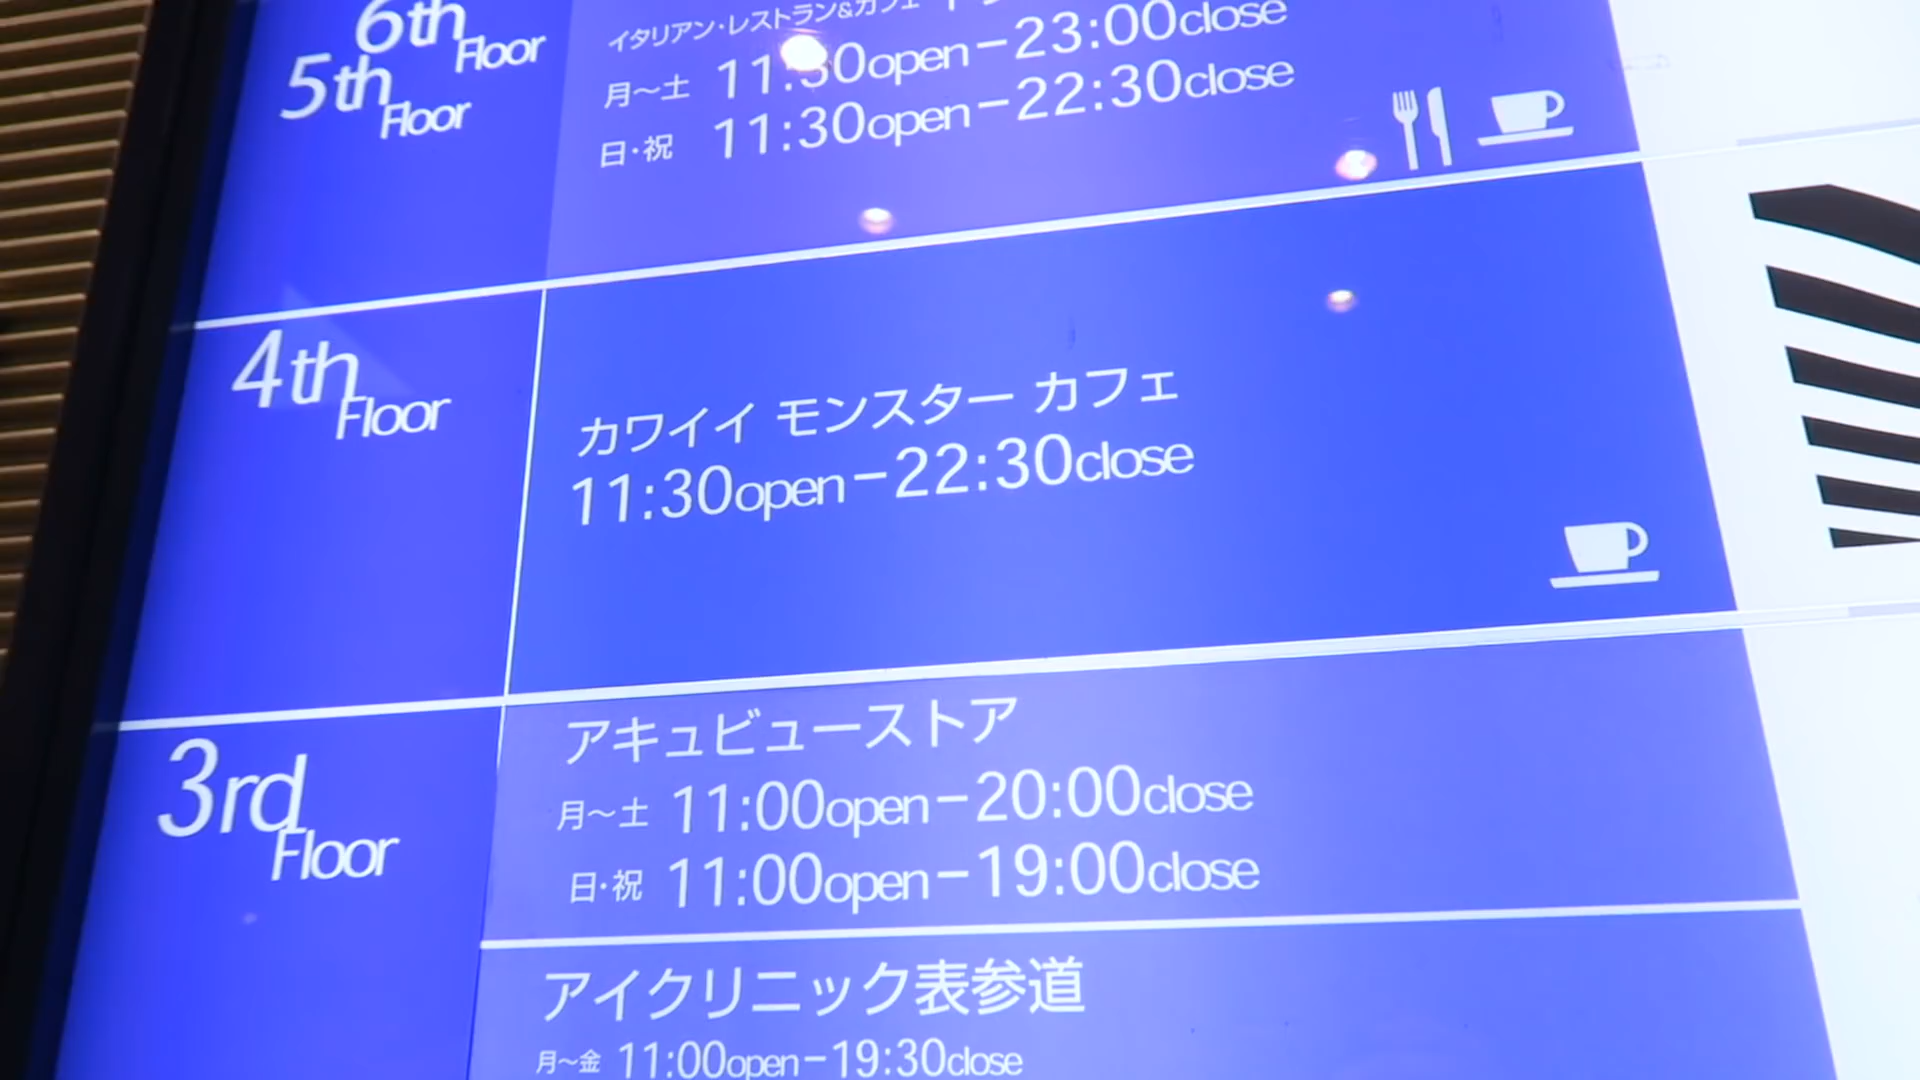 6th Floor
5th Floor
イタリアン・レストラン&カフェ
月〜土 11:30open-23:00close
日・祝 11:30open-22:30close
4th Floor
カワイイ モンスター カフェ
11:30open-22:30close
3rd Floor
アキュビューストア
月〜土 11:00open-20:00close
日・祝 11:00open-19:00close
アイクリニック表参道
月〜金 11:00open-19:30close